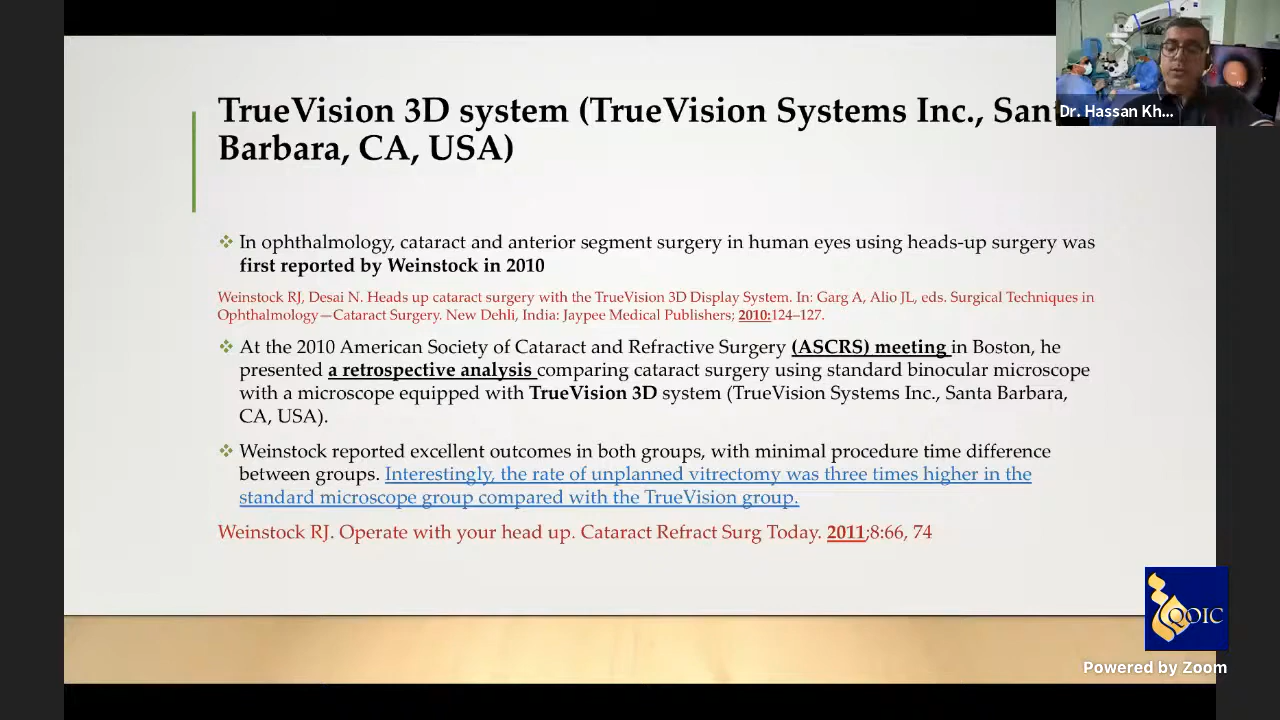 TrueVision 3D system (TrueVision Systems Inc., Santa
Barbara, CA, USA)
Dr. Hassan Kh...
❖ In ophthalmology, cataract and anterior segment surgery in human eyes using heads-up surgery was
first reported by Weinstock in 2010
Weinstock RJ, Desai N. Heads up cataract surgery with the TrueVision 3D Display System. In: Garg A, Alio JL, eds. Surgical Techniques in
Ophthalmology—Cataract Surgery. New Dehli, India: Jaypee Medical Publishers; 2010:124–127.
❖ At the 2010 American Society of Cataract and Refractive Surgery (ASCRS) meeting in Boston, he
presented a retrospective analysis comparing cataract surgery using standard binocular microscope
with a microscope equipped with TrueVision 3D system (TrueVision Systems Inc., Santa Barbara,
CA, USA).
❖ Weinstock reported excellent outcomes in both groups, with minimal procedure time difference
between groups. Interestingly, the rate of unplanned vitrectomy was three times higher in the
standard microscope group compared with the TrueVision group.
Weinstock RJ. Operate with your head up. Cataract Refract Surg Today. 2011;8:66, 74
QOIC
Powered by Zoom